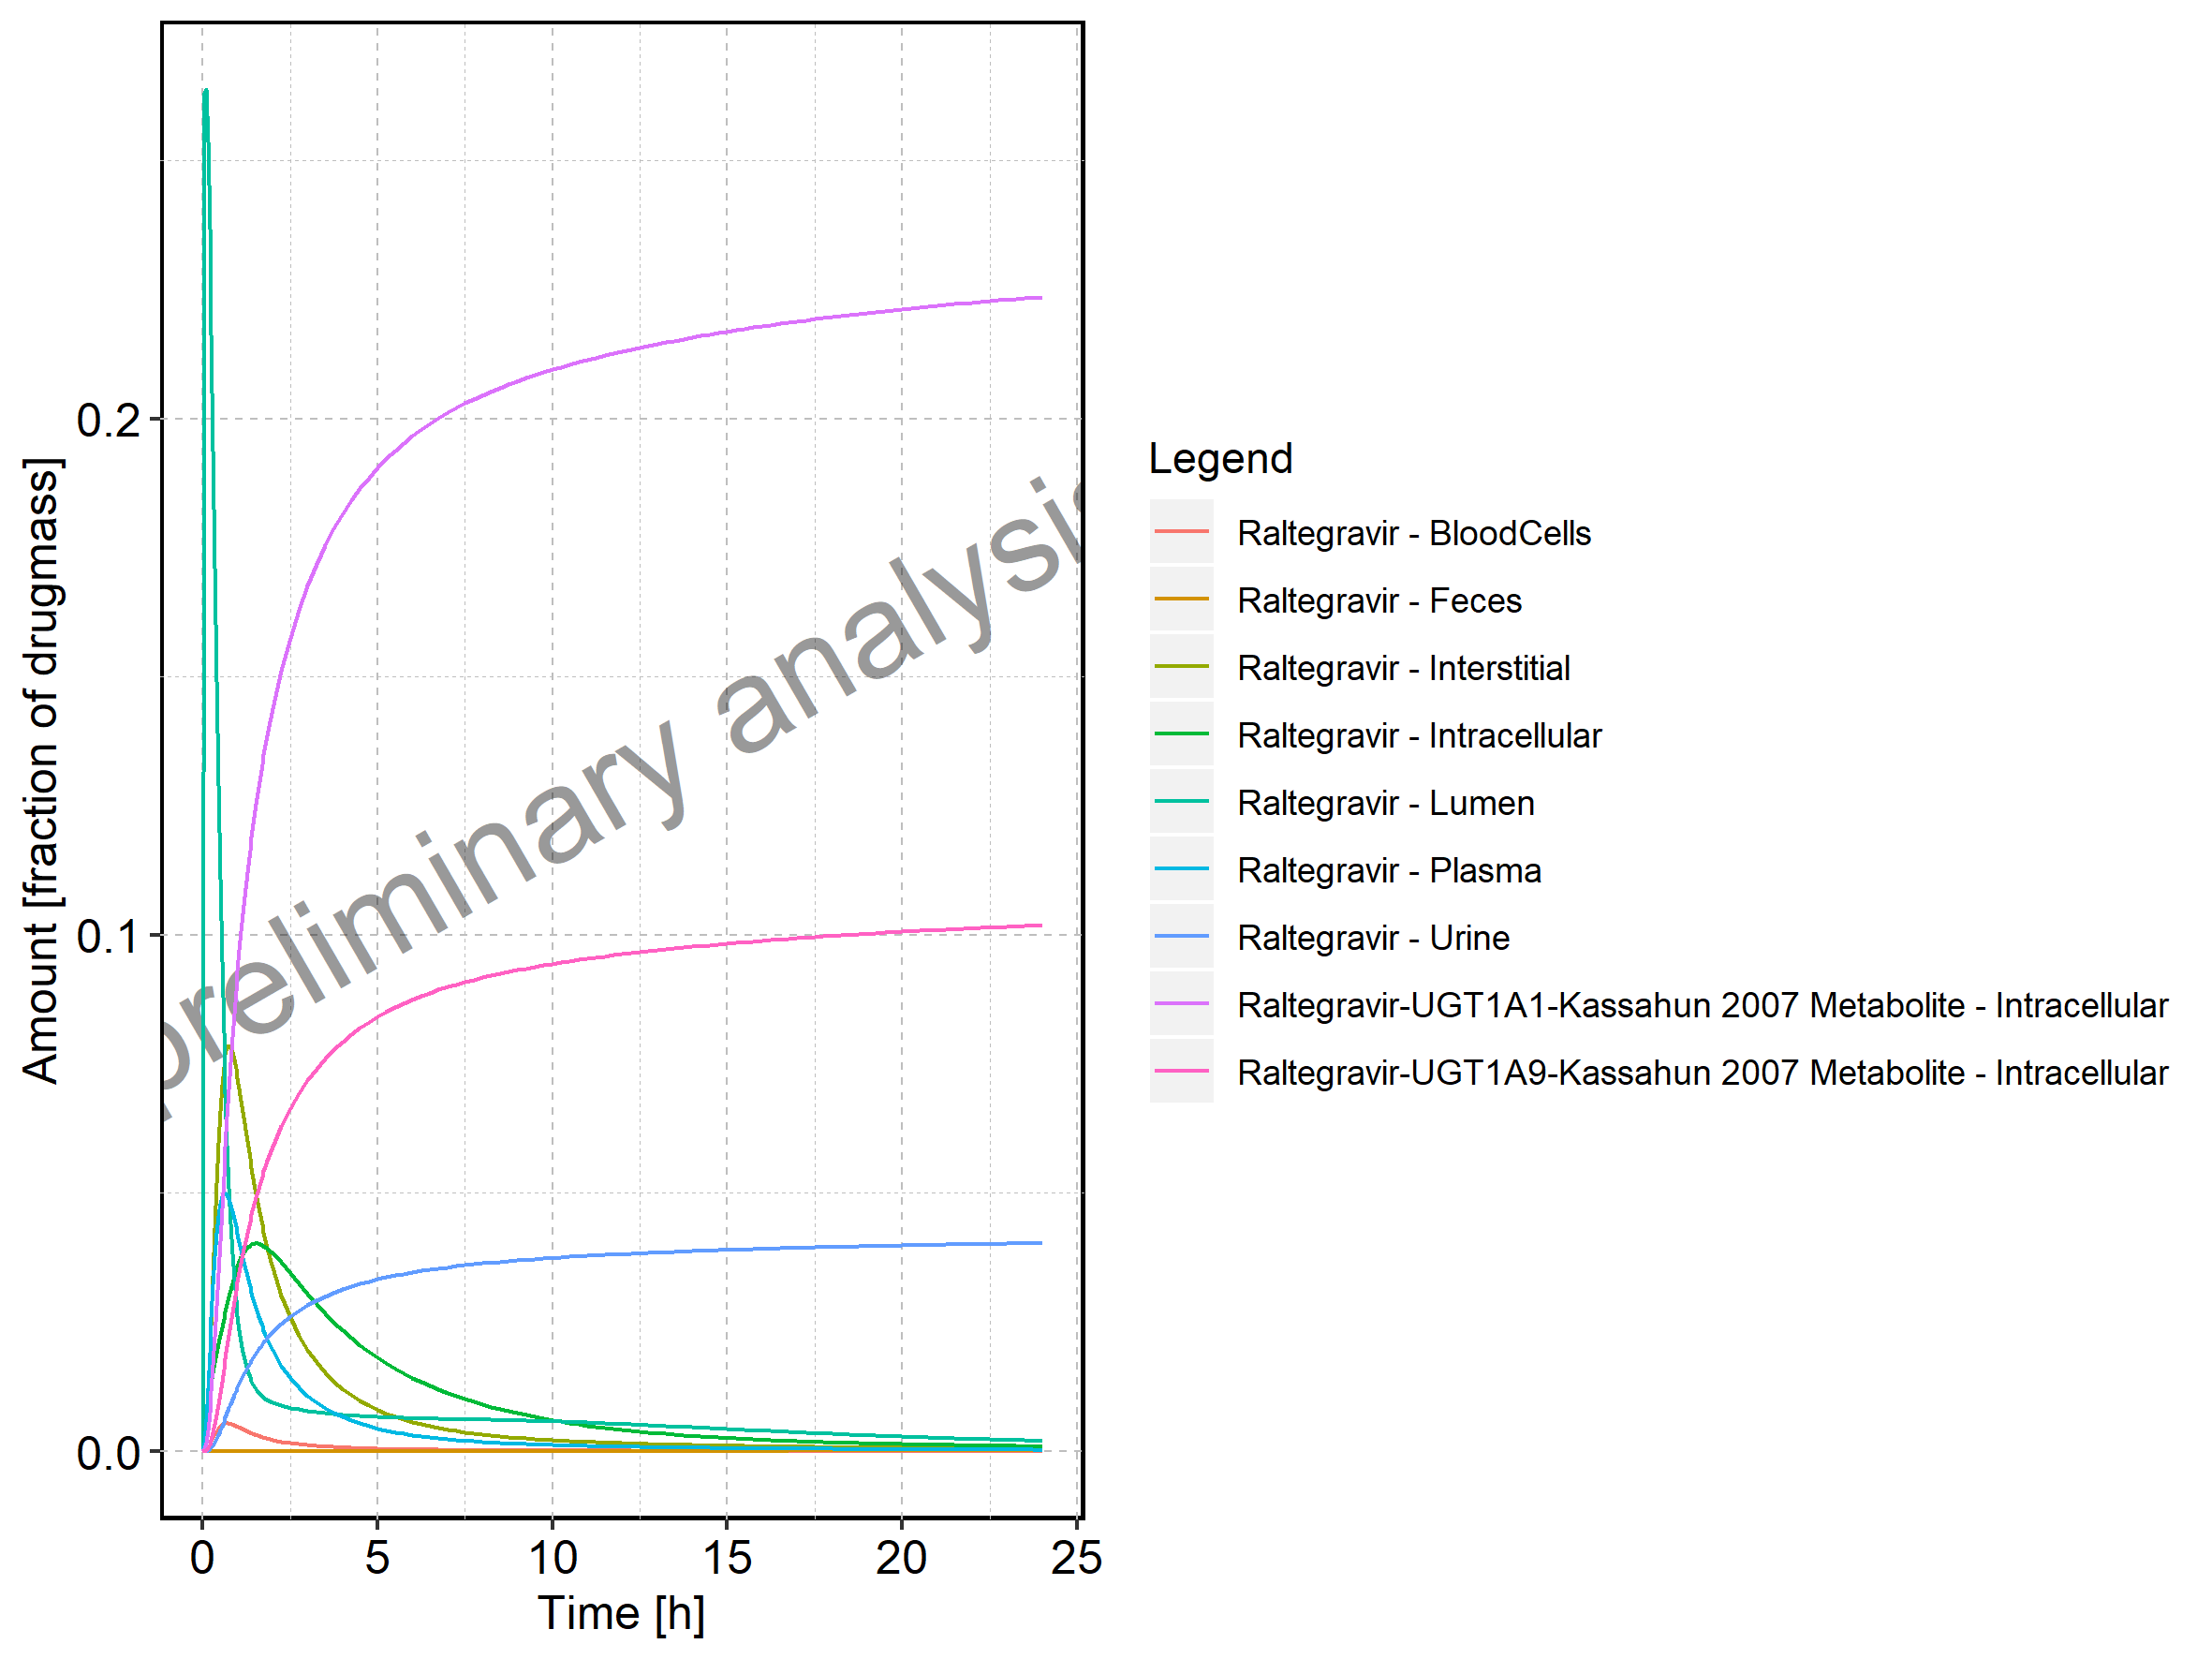 0.2
0.1
0.0
Amount [fraction of drugmass]
0 5 10 15 20 25
Time [h]
preliminary analysis
Legend
Raltegravir - BloodCells
Raltegravir - Feces
Raltegravir - Interstitial
Raltegravir - Intracellular
Raltegravir - Lumen
Raltegravir - Plasma
Raltegravir - Urine
Raltegravir-UGT1A1-Kassahun 2007 Metabolite - Intracellular
Raltegravir-UGT1A9-Kassahun 2007 Metabolite - Intracellular